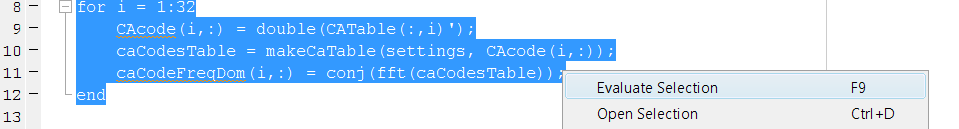 8 for i = 1:32
9 CAcode(i,:) = double(CATable(:,i)');
10 caCodesTable = makeCaTable(settings, CAcode(i,:));
11 caCodeFreqDom(i,:) = conj(fft(caCodesTable));
12 end
13
Evaluate Selection F9
Open Selection Ctrl+D